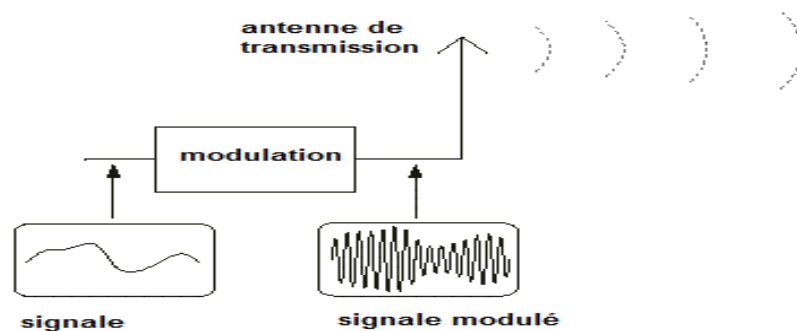 antenne de
transmission
modulation
signale
signale modulé